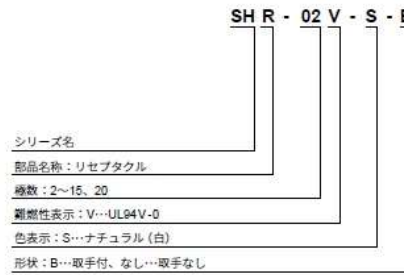 SH R - 02 V - S -
シリーズ名
部品名称：リセプタクル
極数：2〜15、20
難燃性表示：V…UL94V-0
色表示：S…ナチュラル（白）
形状：B…取手付、なし…取手なし